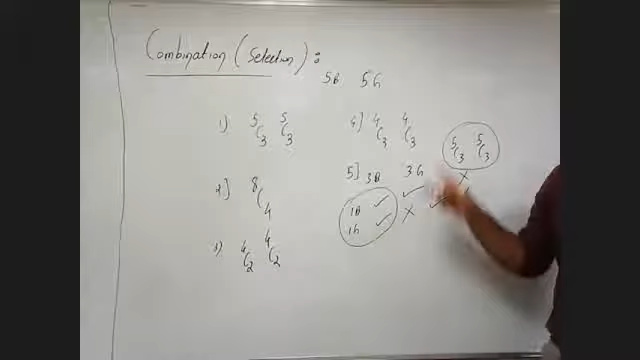 Combination (Selection) :
5B 5G
1) 5C3 5C3
2] 8C4
3) 4C2 4C2
4] 4C3 4C3
5] 3B 3G
1B ✓ ✓
1G ✓ X ✓
5C3 5C3
X